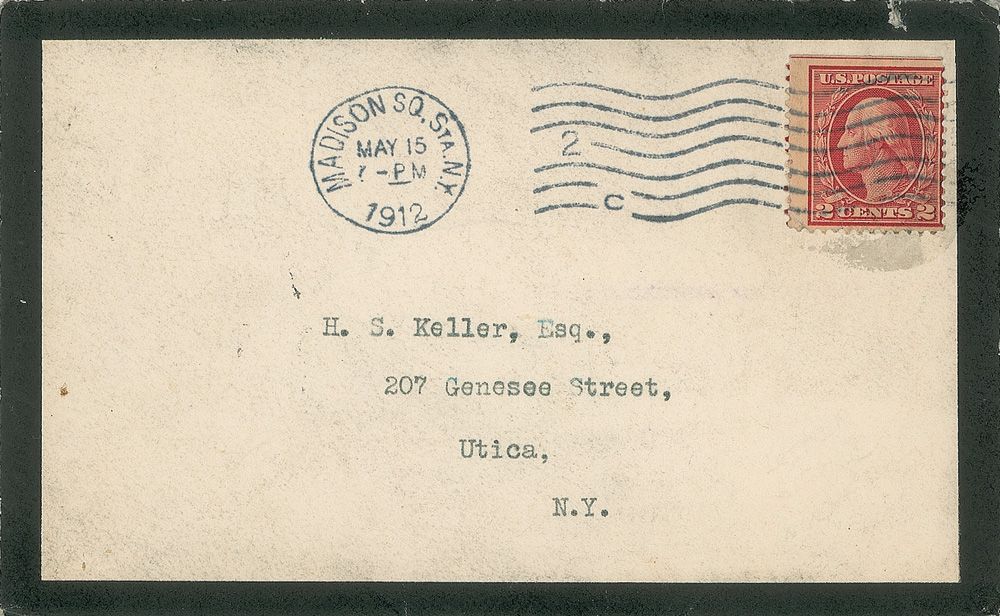 MADISON SQ. STA. N.Y.
MAY 15
7-PM
1912
2
C
U.S. POSTAGE
2 CENTS 2
H. S. Keller, Esq.,
207 Genesee Street,
Utica,
N.Y.